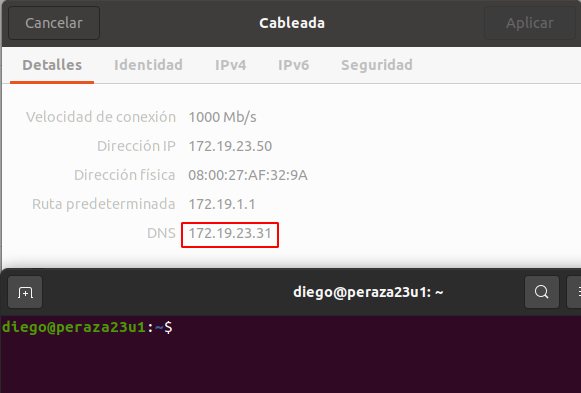 Cancelar Cableada Aplicar
Detalles Identidad IPv4 IPv6 Seguridad
Velocidad de conexión 1000 Mb/s
Dirección IP 172.19.23.50
Dirección física 08:00:27:AF:32:9A
Ruta predeterminada 172.19.1.1
DNS 172.19.23.31
diego@peraza23u1: ~
diego@peraza23u1:~$